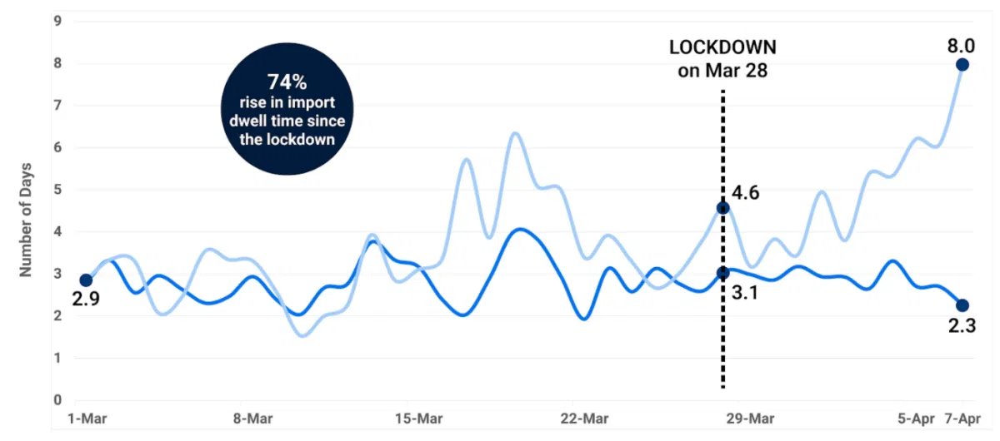 9
8
7
6
5
4
3
2
1
0
Number of Days
74%
rise in import
dwell time since
the lockdown
LOCKDOWN
on Mar 28
8.0
4.6
3.1
2.9
2.3
1-Mar
8-Mar
15-Mar
22-Mar
29-Mar
5-Apr
7-Apr